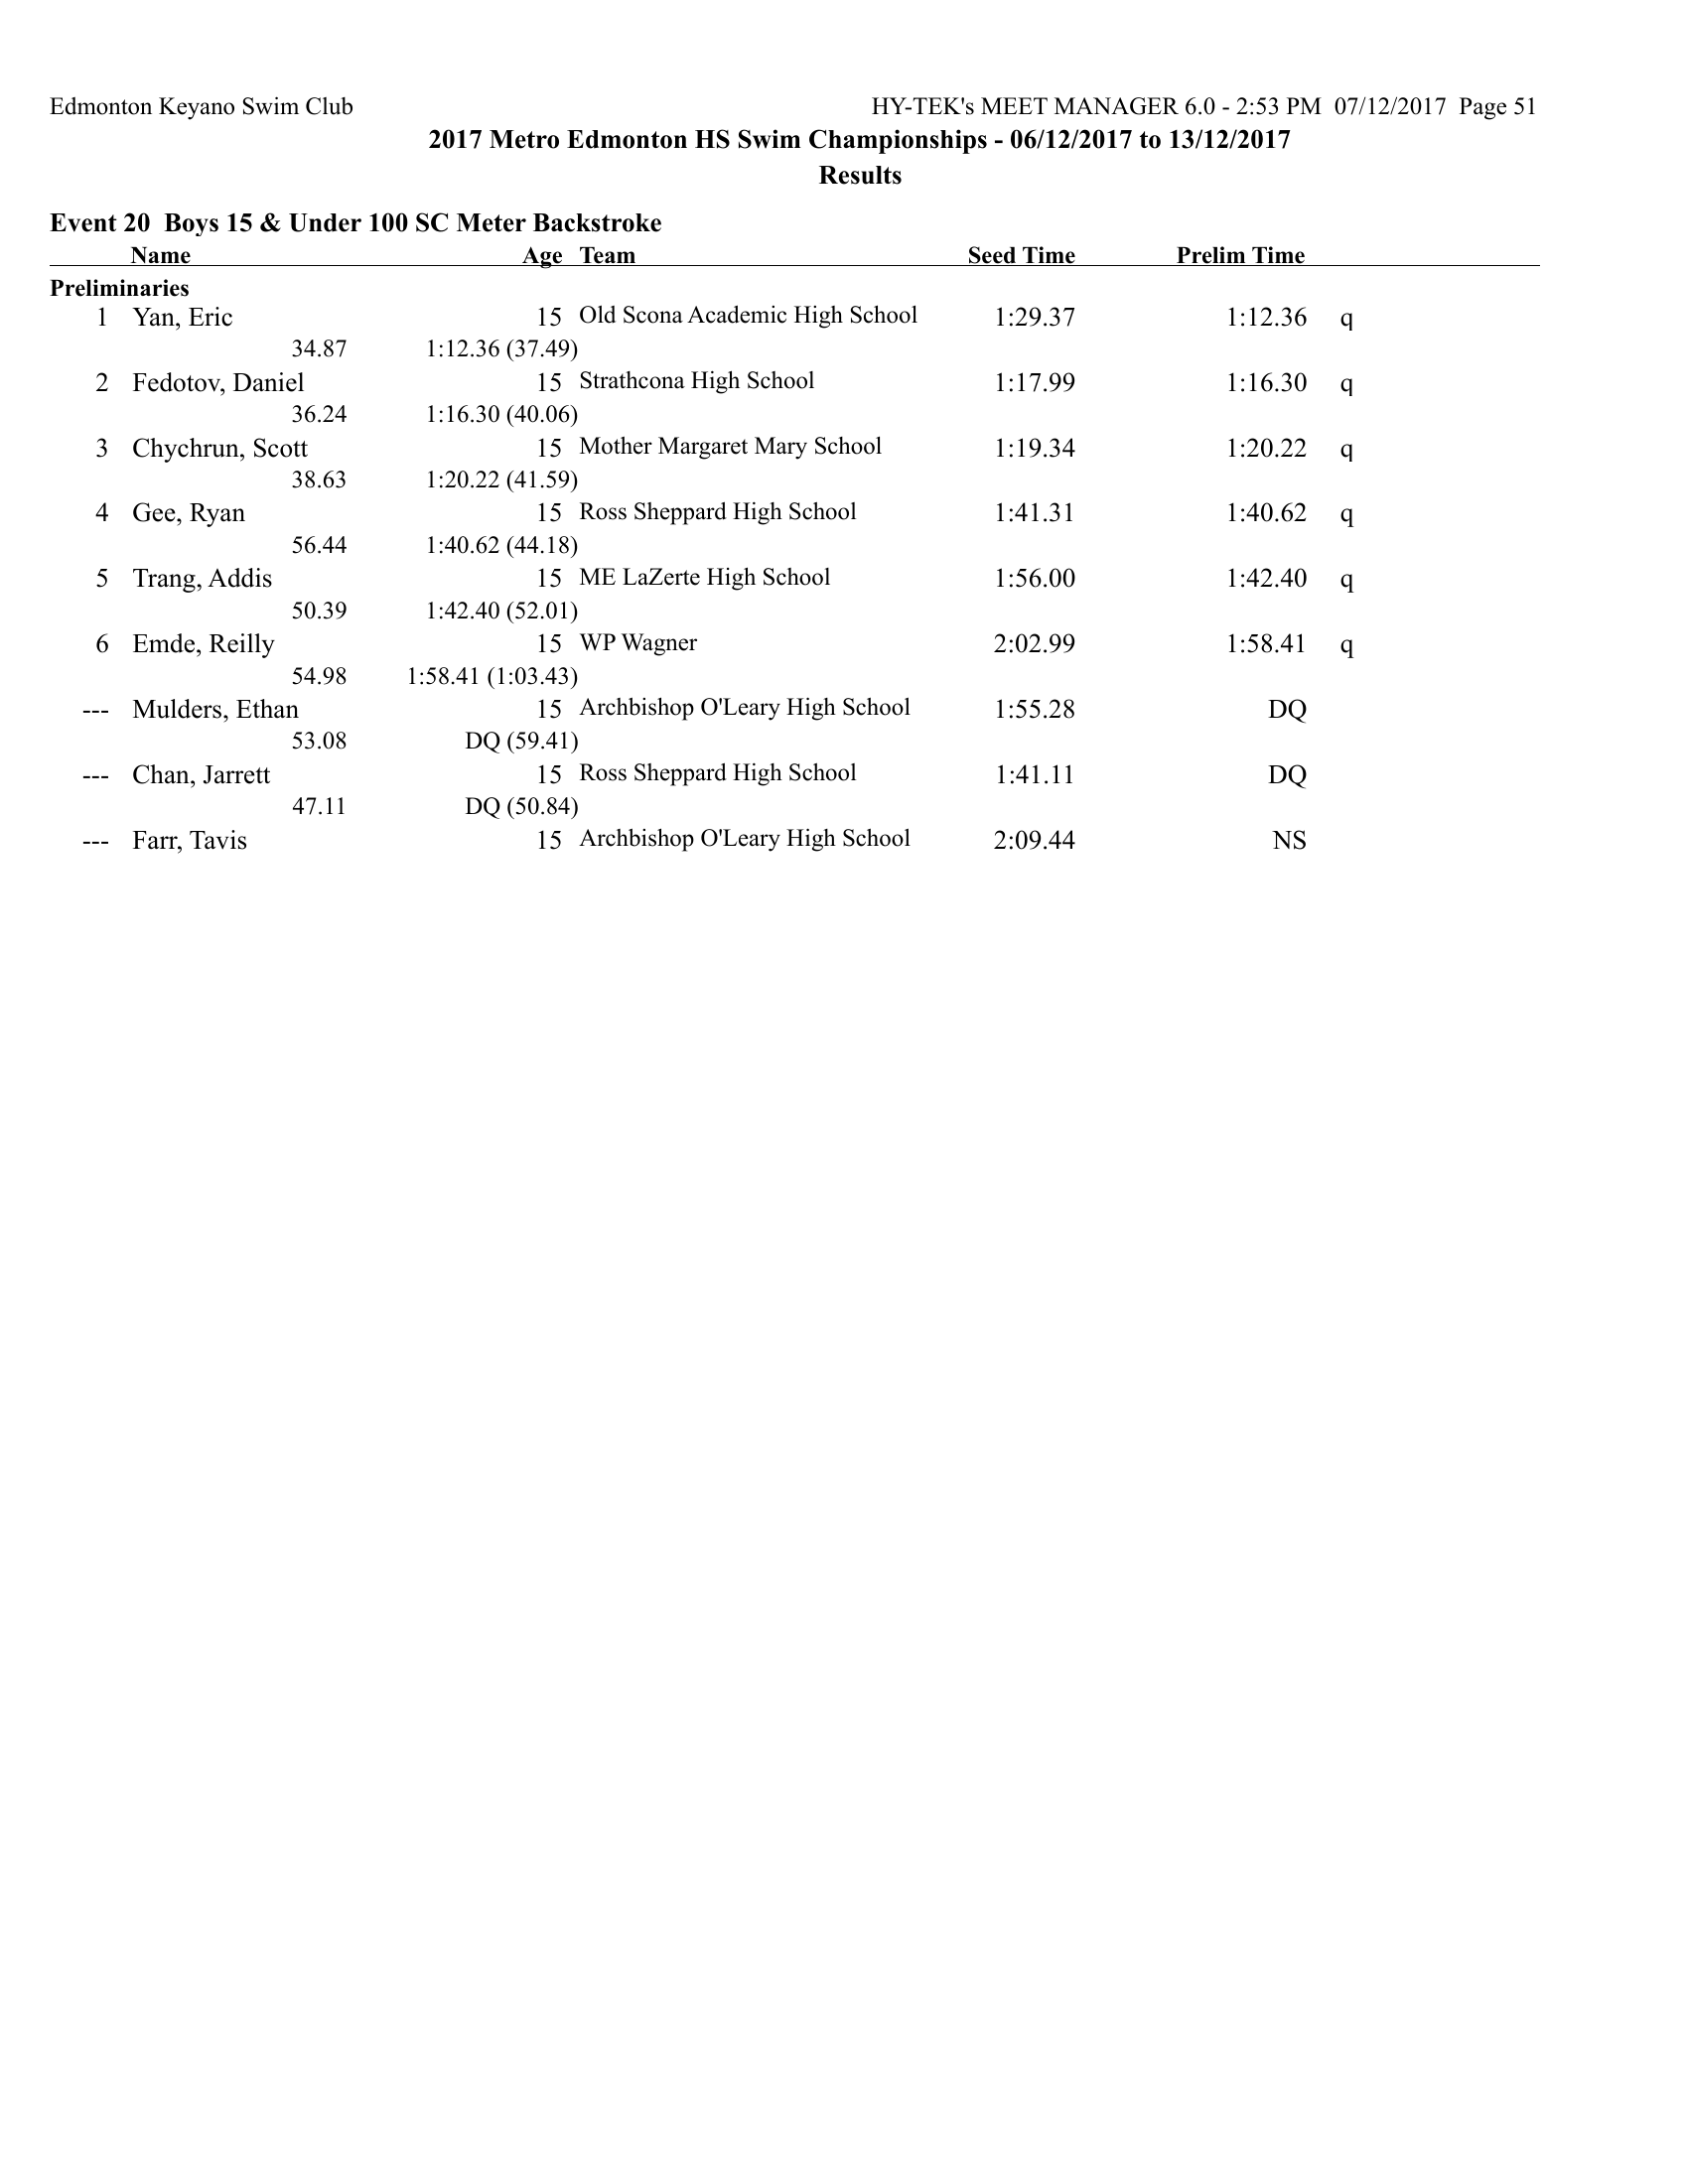 Edmonton Keyano Swim Club HY-TEK's MEET MANAGER 6.0 - 2:53 PM 07/12/2017 Page 51
2017 Metro Edmonton HS Swim Championships - 06/12/2017 to 13/12/2017
Results
Event 20 Boys 15 & Under 100 SC Meter Backstroke
Name Age Team Seed Time Prelim Time
Preliminaries
1 Yan, Eric 15 Old Scona Academic High School 1:29.37 1:12.36 q
34.87 1:12.36 (37.49)
2 Fedotov, Daniel 15 Strathcona High School 1:17.99 1:16.30 q
36.24 1:16.30 (40.06)
3 Chychrun, Scott 15 Mother Margaret Mary School 1:19.34 1:20.22 q
38.63 1:20.22 (41.59)
4 Gee, Ryan 15 Ross Sheppard High School 1:41.31 1:40.62 q
56.44 1:40.62 (44.18)
5 Trang, Addis 15 ME LaZerte High School 1:56.00 1:42.40 q
50.39 1:42.40 (52.01)
6 Emde, Reilly 15 WP Wagner 2:02.99 1:58.41 q
54.98 1:58.41 (1:03.43)
--- Mulders, Ethan 15 Archbishop O'Leary High School 1:55.28 DQ
53.08 DQ (59.41)
--- Chan, Jarrett 15 Ross Sheppard High School 1:41.11 DQ
47.11 DQ (50.84)
--- Farr, Tavis 15 Archbishop O'Leary High School 2:09.44 NS